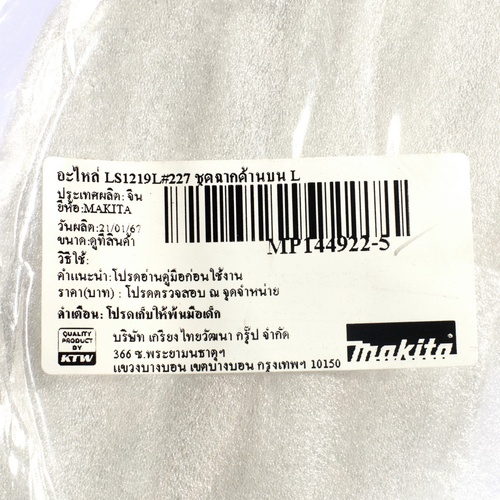 อะไหล่ LS1219L#227 ชุดฉากด้านบน L
ประเทศผลิต: จีน
ยี่ห้อ:MAKITA
วันผลิต:21/01/67
ขนาด:ดูที่สินค้า
MP144922-5
วิธีใช้:
คำแนะนำ:โปรดอ่านคู่มือก่อนใช้งาน
ราคา(บาท) : โปรดตรวจสอบ ณ จุดจำหน่าย
คำเตือน: โปรดเก็บให้พ้นมือเด็ก
QUALITY
PRODUCT
BY
KTW
บริษัท เกรียงไทยวัฒนา กรุ๊ป จำกัด
366 ซ.พระยามนธาตุฯ
แขวงบางบอน เขตบางบอน กรุงเทพฯ 10150
makita